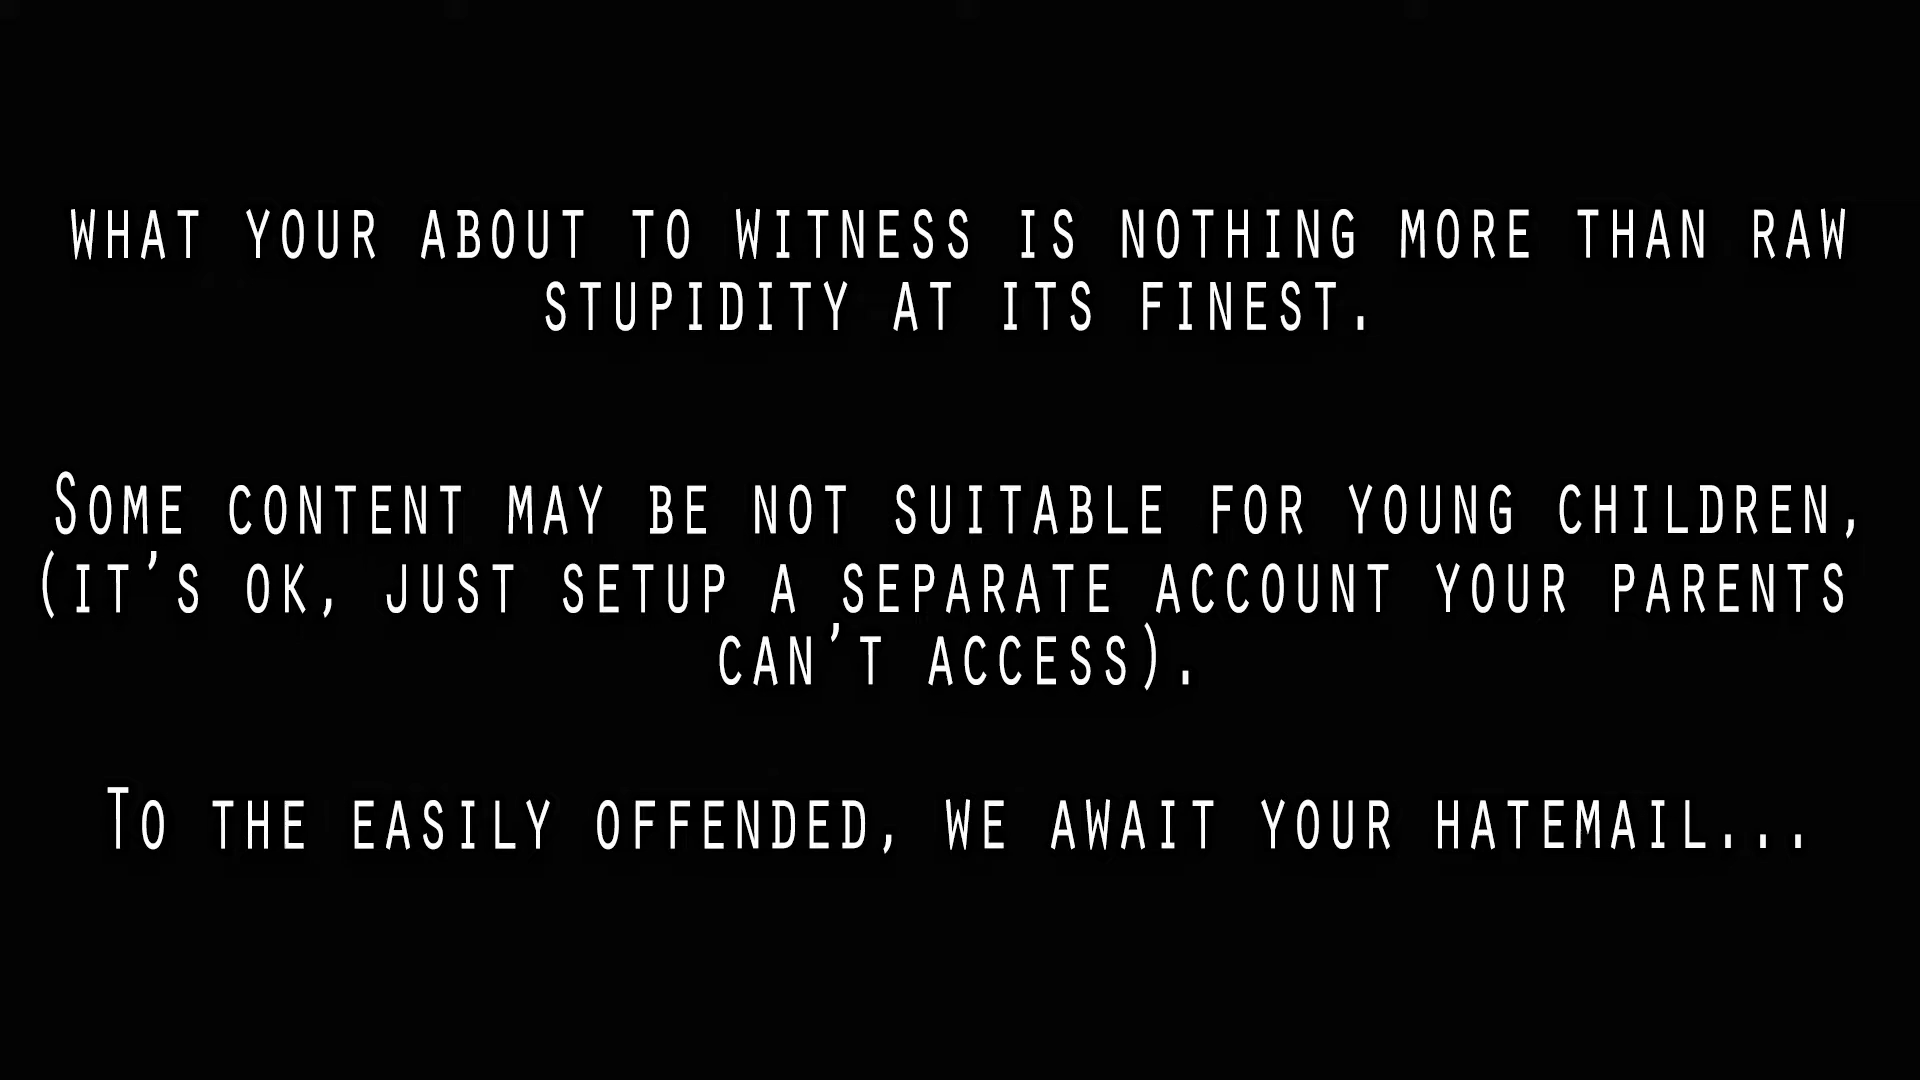 WHAT YOUR ABOUT TO WITNESS IS NOTHING MORE THAN RAW
STUPIDITY AT ITS FINEST.
SOME CONTENT MAY BE NOT SUITABLE FOR YOUNG CHILDREN,
(IT'S OK, JUST SETUP A SEPARATE ACCOUNT YOUR PARENTS
CAN'T ACCESS).
TO THE EASILY OFFENDED, WE AWAIT YOUR HATEMAIL...